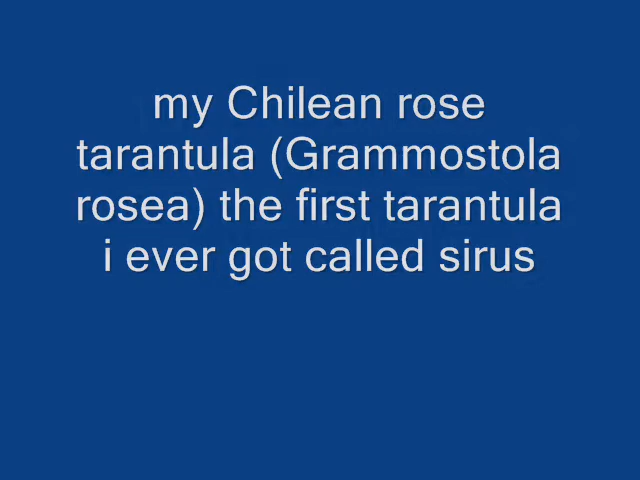 my Chilean rose
tarantula (Grammostola
rosea) the first tarantula
i ever got called sirus